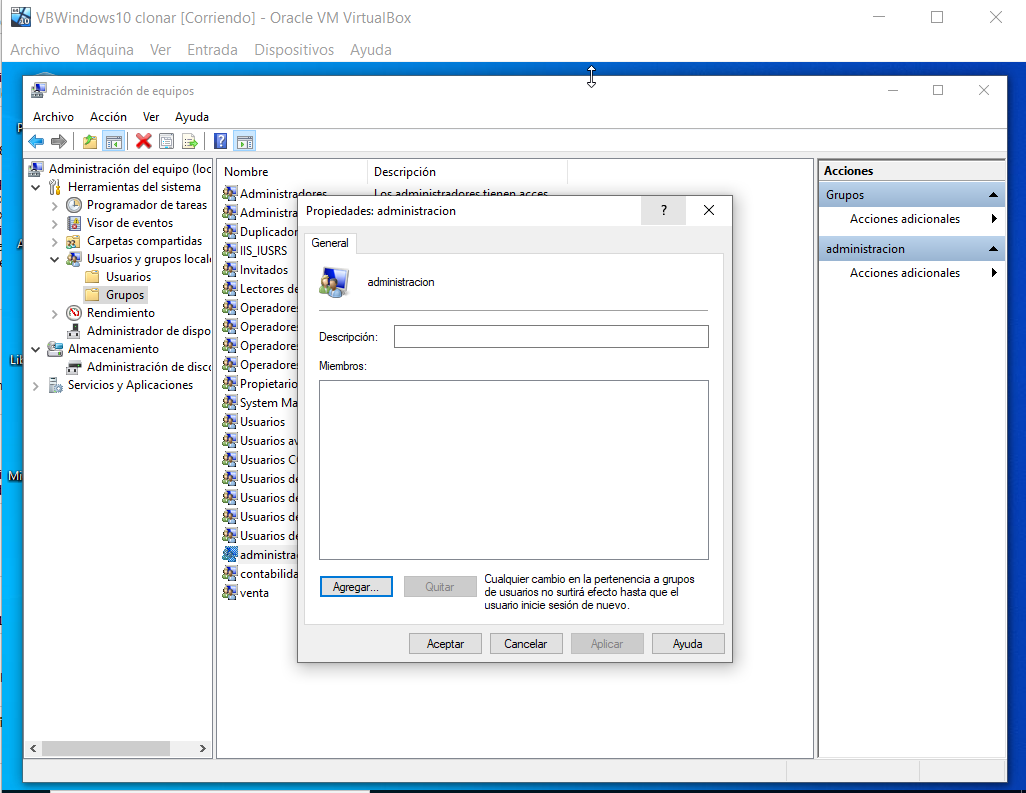 VBWindows10 clonar [Corriendo] - Oracle VM VirtualBox
Archivo Máquina Ver Entrada Dispositivos Ayuda
Administración de equipos
Archivo Acción Ver Ayuda
Administración del equipo (loc
Herramientas del sistema
Programador de tareas
Visor de eventos
Carpetas compartidas
Usuarios y grupos locale
Usuarios
Grupos
Rendimiento
Administrador de dispo
Almacenamiento
Administración de disco
Servicios y Aplicaciones
Nombre Descripción
Administradores Los administradores tienen acces
Administra
Duplicador
IIS_IUSRS
Invitados
Lectores de
Operadores
Operadores
Operadores
Operadores
Propietario
System Ma
Usuarios
Usuarios av
Usuarios CO
Usuarios de
Usuarios de
Usuarios de
Usuarios de
administrac
contabilida
venta
Propiedades: administracion ?
General
administracion
Descripción:
Miembros:
Agregar... Quitar
Cualquier cambio en la pertenencia a grupos
de usuarios no surtirá efecto hasta que el
usuario inicie sesión de nuevo.
Aceptar Cancelar Aplicar Ayuda
Acciones
Grupos
Acciones adicionales
administracion
Acciones adicionales
Lib
Mi